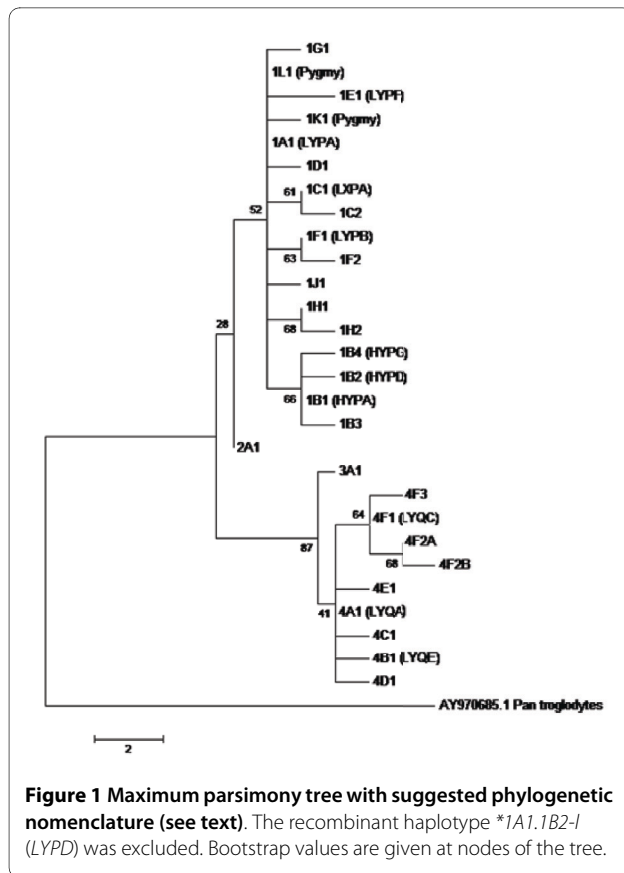 1G1
1L1 (Pygmy)
1E1 (LYPF)
1K1 (Pygmy)
1A1 (LYPA)
1D1
61
1C1 (LXPA)
1C2
52
1F1 (LYPB)
63
1F2
1J1
1H1
68
1H2
28
1B4 (HYPC)
1B2 (HYPD)
66
1B1 (HYPA)
1B3
2A1
3A1
4F3
64
4F1 (LYQC)
4F2A
87
68
4F2B
4E1
41
4A1 (LYQA)
4C1
4B1 (LYQE)
4D1
AY970685.1 Pan troglodytes
2
Figure 1 Maximum parsimony tree with suggested phylogenetic
nomenclature (see text). The recombinant haplotype *1A1.1B2-l
(LYPD) was excluded. Bootstrap values are given at nodes of the tree.